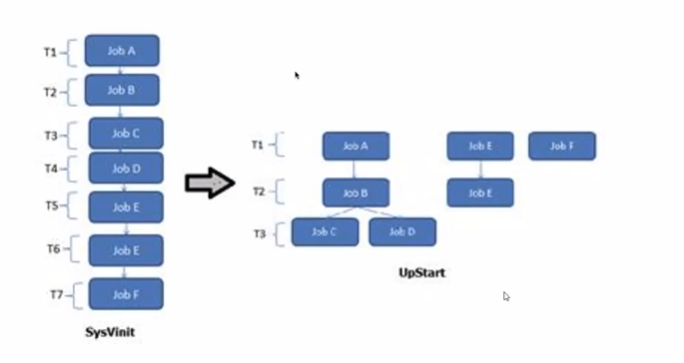 T1
Job A
T2
Job B
T3
Job C
T4
Job D
T5
Job E
T6
Job E
T7
Job F
SysVinit
T1
Job A
Job E
Job F
T2
Job B
Job E
T3
Job C
Job D
UpStart